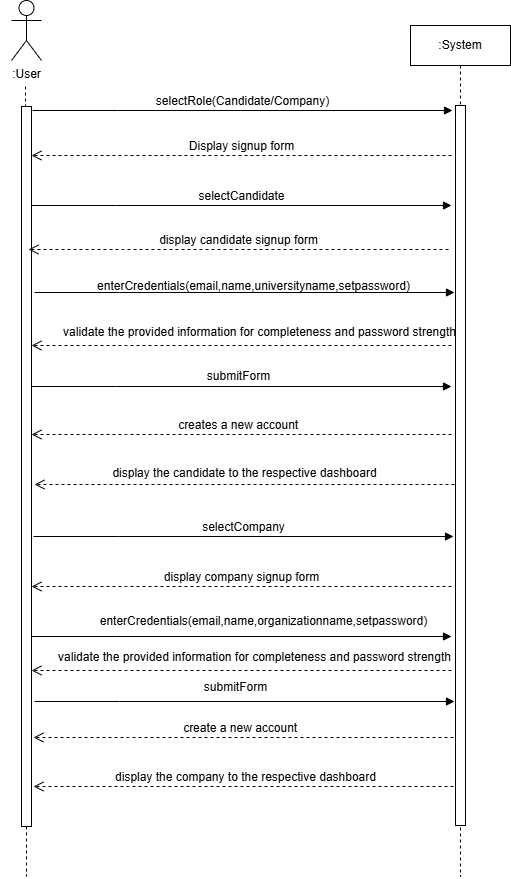 :User
:System
selectRole(Candidate/Company)
Display signup form
selectCandidate
display candidate signup form
enterCredentials(email,name,universityname,setpassword)
validate the provided information for completeness and password strength
submitForm
creates a new account
display the candidate to the respective dashboard
selectCompany
display company signup form
enterCredentials(email,name,organizationname,setpassword)
validate the provided information for completeness and password strength
submitForm
create a new account
display the company to the respective dashboard